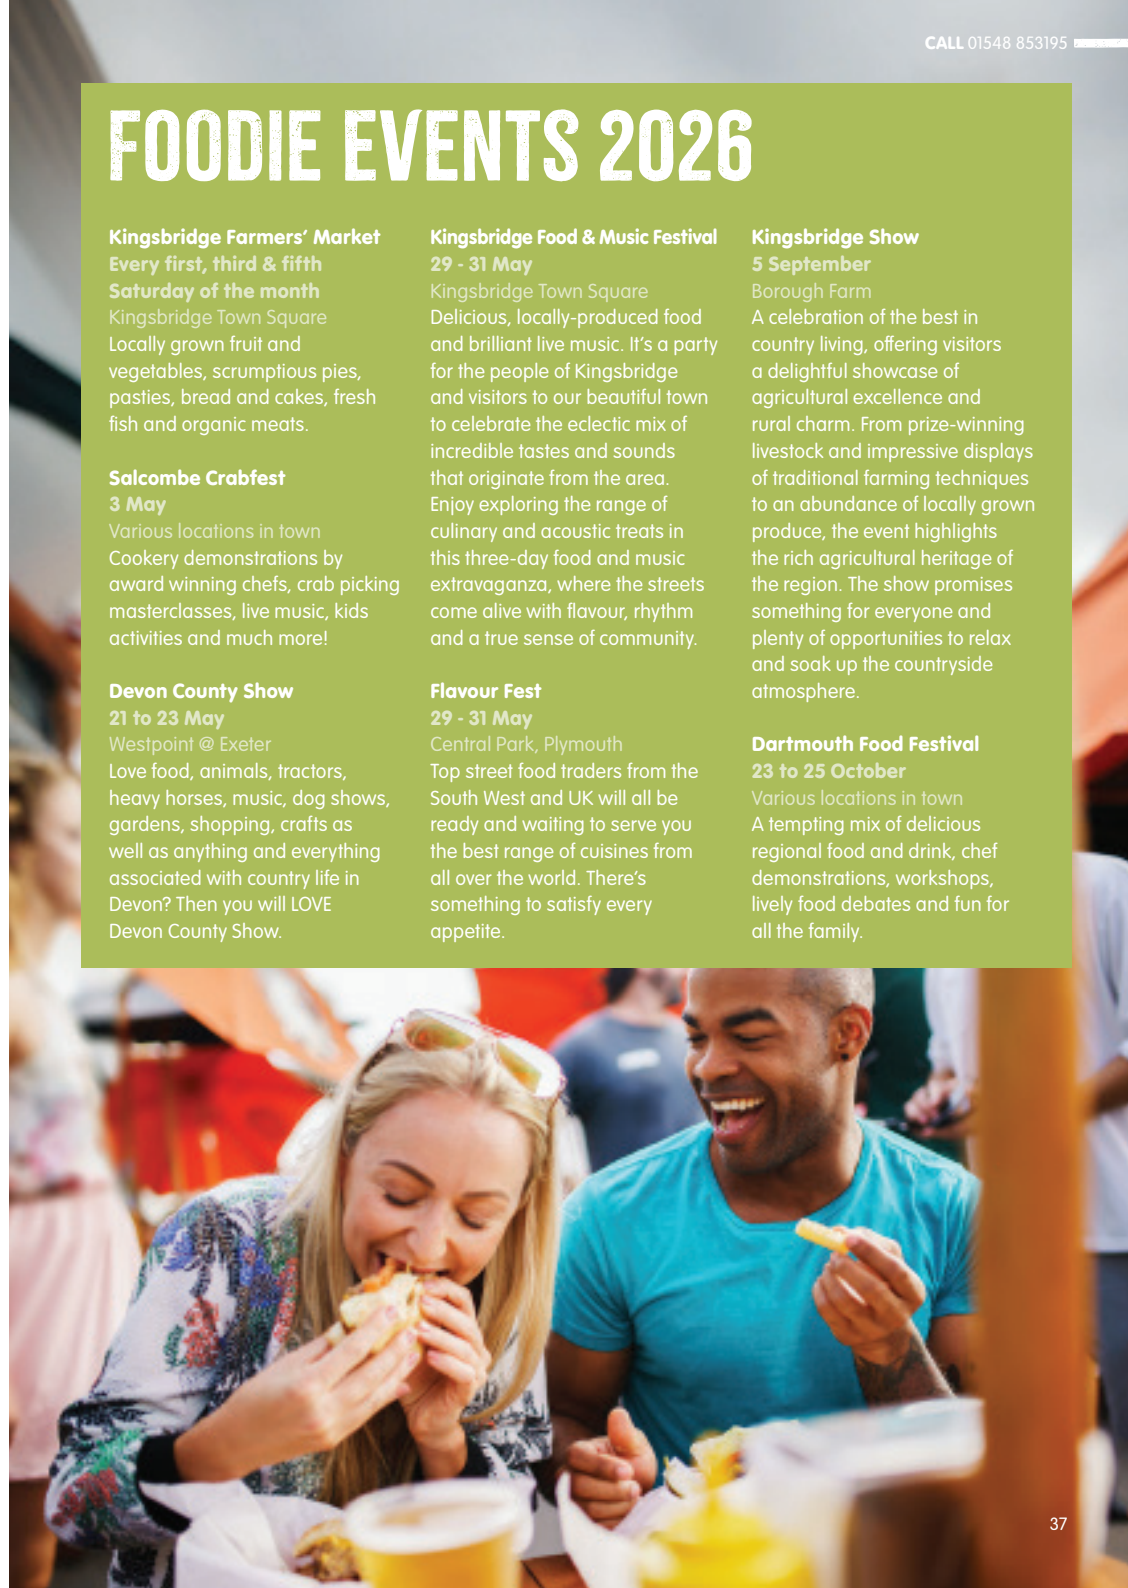 CALL 01548 853195
FOODIE EVENTS 2026
Kingsbridge Farmers’ Market
Every first, third & fifth
Saturday of the month
Kingsbridge Town Square
Locally grown fruit and
vegetables, scrumptious pies,
pasties, bread and cakes, fresh
fish and organic meats.
Salcombe Crabfest
3 May
Various locations in town
Cookery demonstrations by
award winning chefs, crab picking
masterclasses, live music, kids
activities and much more!
Devon County Show
21 to 23 May
Westpoint @ Exeter
Love food, animals, tractors,
heavy horses, music, dog shows,
gardens, shopping, crafts as
well as anything and everything
associated with country life in
Devon? Then you will LOVE
Devon County Show.
Kingsbridge Food & Music Festival
29 - 31 May
Kingsbridge Town Square
Delicious, locally-produced food
and brilliant live music. It’s a party
for the people of Kingsbridge
and visitors to our beautiful town
to celebrate the eclectic mix of
incredible tastes and sounds
that originate from the area.
Enjoy exploring the range of
culinary and acoustic treats in
this three-day food and music
extravaganza, where the streets
come alive with flavour, rhythm
and a true sense of community.
Flavour Fest
29 - 31 May
Central Park, Plymouth
Top street food traders from the
South West and UK will all be
ready and waiting to serve you
the best range of cuisines from
all over the world. There’s
something to satisfy every
appetite.
Kingsbridge Show
5 September
Borough Farm
A celebration of the best in
country living, offering visitors
a delightful showcase of
agricultural excellence and
rural charm. From prize-winning
livestock and impressive displays
of traditional farming techniques
to an abundance of locally grown
produce, the event highlights
the rich agricultural heritage of
the region. The show promises
something for everyone and
plenty of opportunities to relax
and soak up the countryside
atmosphere.
Dartmouth Food Festival
23 to 25 October
Various locations in town
A tempting mix of delicious
regional food and drink, chef
demonstrations, workshops,
lively food debates and fun for
all the family.
37